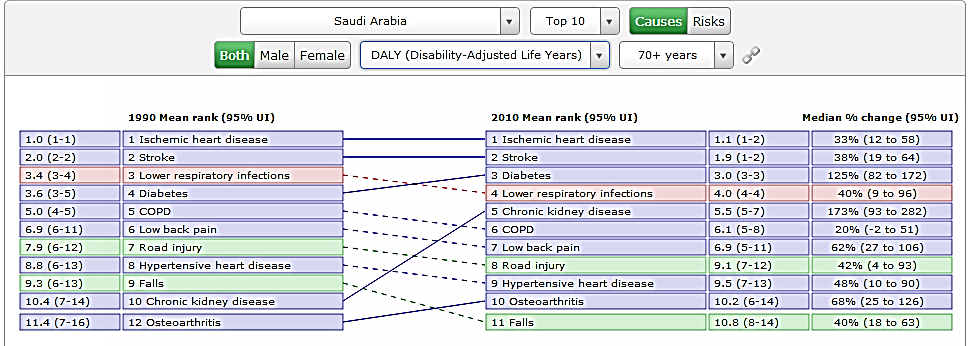 Saudi Arabia Top 10 Causes Risks
Both Male Female DALY (Disability-Adjusted Life Years) 70+ years
1990 Mean rank (95% UI) 2010 Mean rank (95% UI) Median % change (95% UI)
1.0 (1-1) 1 Ischemic heart disease 1 Ischemic heart disease 1.1 (1-2) 33% (12 to 58)
2.0 (2-2) 2 Stroke 2 Stroke 1.9 (1-2) 38% (19 to 64)
3.4 (3-4) 3 Lower respiratory infections 3 Diabetes 3.0 (3-3) 125% (82 to 172)
3.6 (3-5) 4 Diabetes 4 Lower respiratory infections 4.0 (4-4) 40% (9 to 96)
5.0 (4-5) 5 COPD 5 Chronic kidney disease 5.5 (5-7) 173% (93 to 282)
6.9 (6-11) 6 Low back pain 6 COPD 6.1 (5-8) 20% (-2 to 51)
7.9 (6-12) 7 Road injury 7 Low back pain 6.9 (5-11) 62% (27 to 106)
8.8 (6-13) 8 Hypertensive heart disease 8 Road injury 9.1 (7-12) 42% (4 to 93)
9.3 (6-13) 9 Falls 9 Hypertensive heart disease 9.5 (7-13) 48% (10 to 90)
10.4 (7-14) 10 Chronic kidney disease 10 Osteoarthritis 10.2 (6-14) 68% (25 to 126)
11.4 (7-16) 12 Osteoarthritis 11 Falls 10.8 (8-14) 40% (18 to 63)